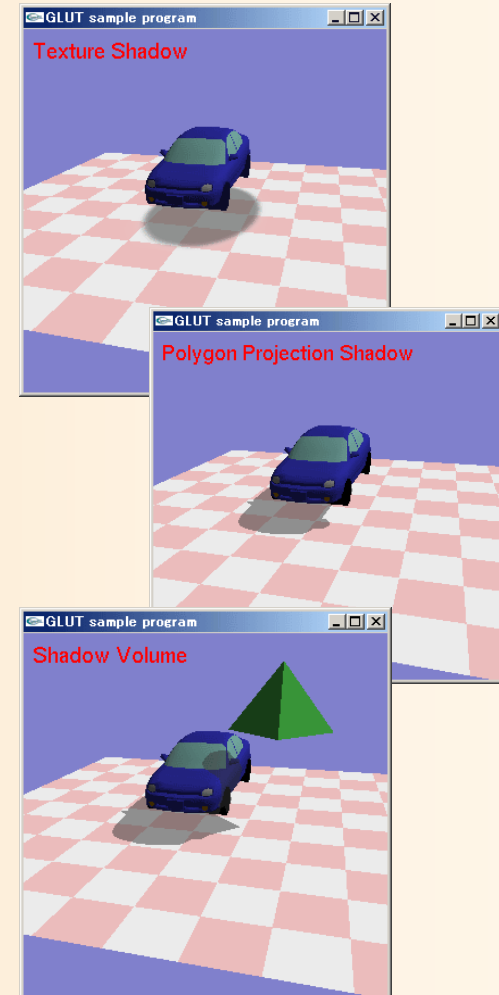 GLUT sample program
Texture Shadow
GLUT sample program
Polygon Projection Shadow
GLUT sample program
Shadow Volume